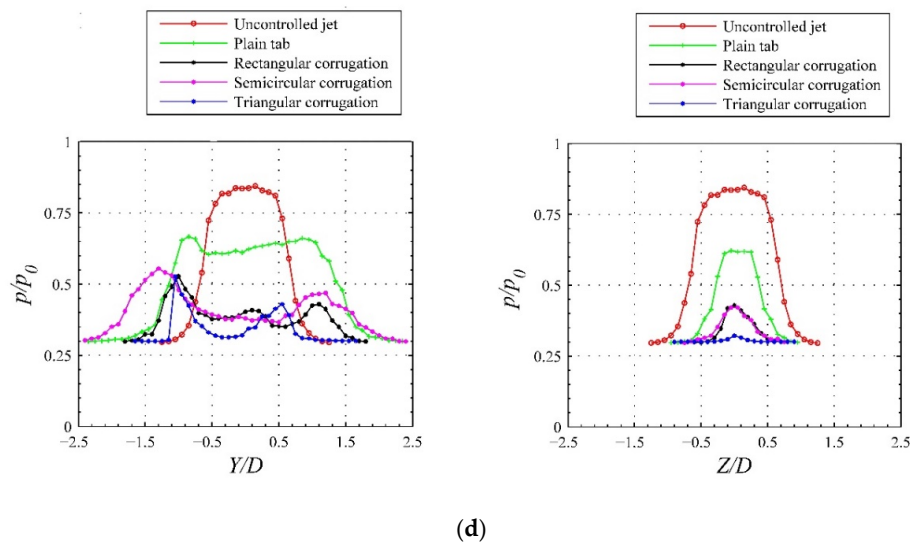 Uncontrolled jet
Plain tab
Rectangular corrugation
Semicircular corrugation
Triangular corrugation
1
0.75
0.5
0.25
0
p/p0
−2.5 −1.5 −0.5 0.5 1.5 2.5
Y/D
Uncontrolled jet
Plain tab
Rectangular corrugation
Semicircular corrugation
Triangular corrugation
1
0.75
0.5
0.25
0
p/p0
−2.5 −1.5 −0.5 0.5 1.5 2.5
Z/D
(d)